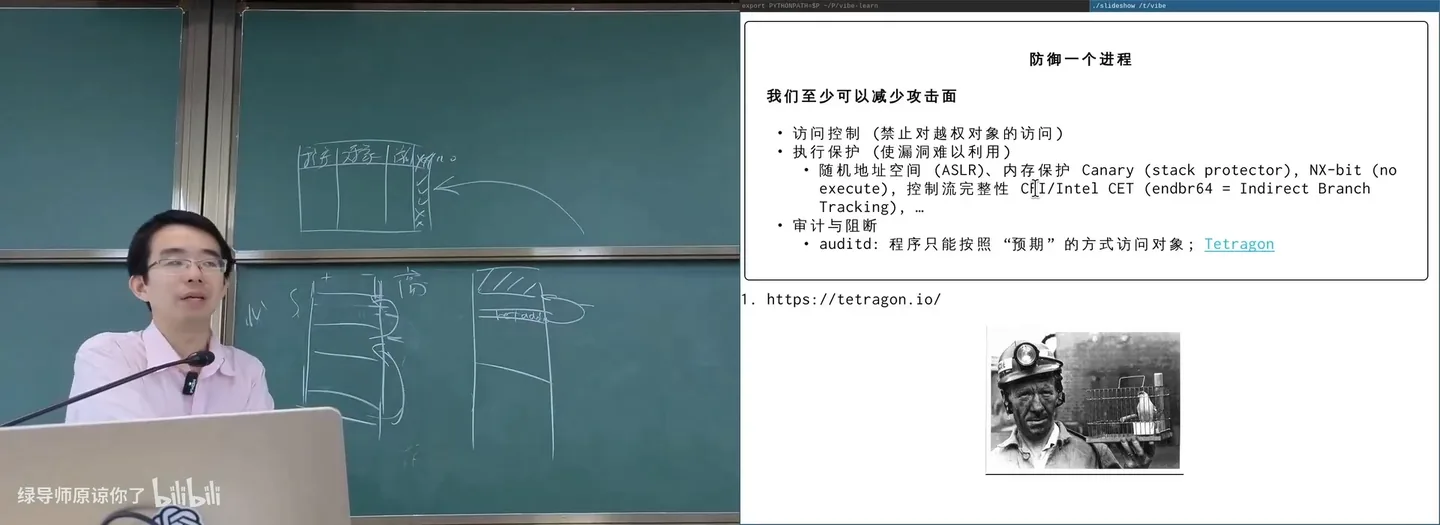 export PYTHONPATH=$P ~/P/vibe-learn
./slideshow /t/vibe
防御一个进程
我们至少可以减少攻击面
• 访问控制 (禁止对越权对象的访问)
• 执行保护 (使漏洞难以利用)
• 随机地址空间 (ASLR)、内存保护 Canary (stack protector), NX-bit (no
execute), 控制流完整性 CFI/Intel CET (endbr64 = Indirect Branch
Tracking), …
• 审计与阻断
• auditd: 程序只能按照 “预期” 的方式访问对象; Tetragon
1. https://tetragon.io/
绿导师原谅你了 bilibili